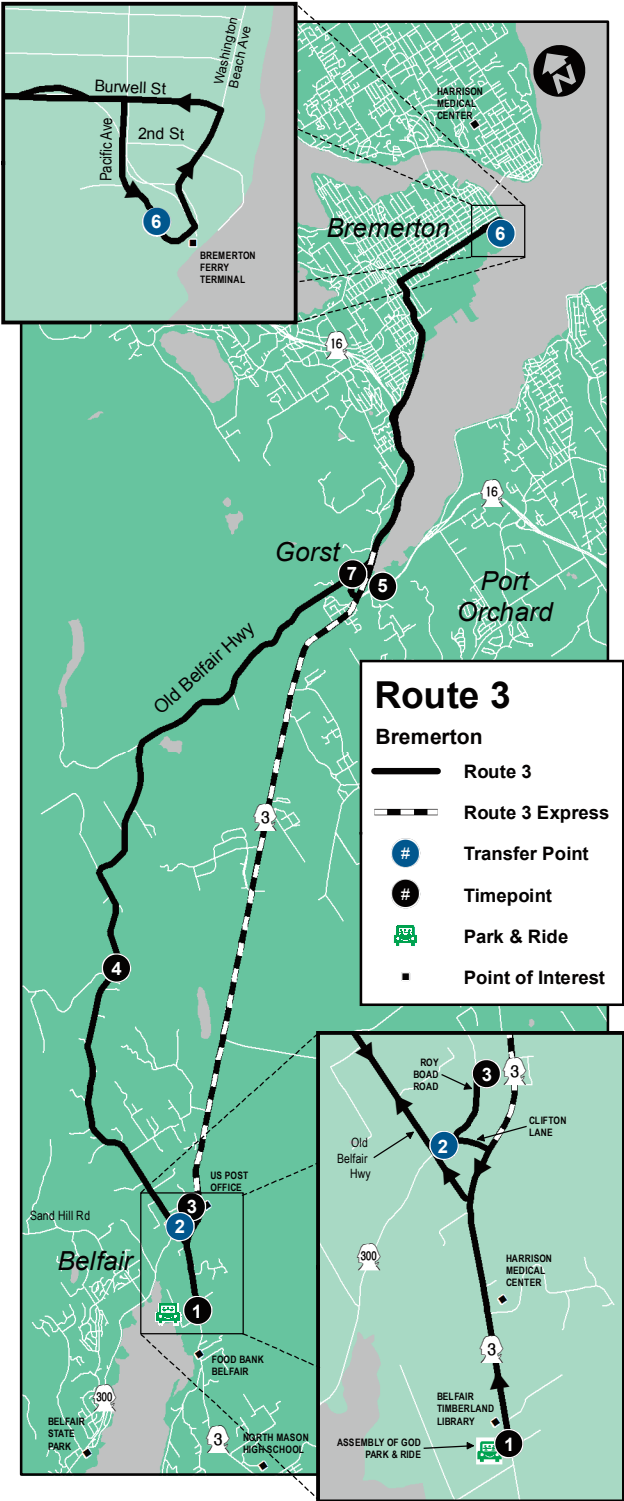 Burwell St
Washington
Beach Ave
Pacific Ave
2nd St
6
BREMERTON
FERRY
TERMINAL
N
HARRISON
MEDICAL
CENTER
Bremerton
6
16
16
Gorst
7
5
Port
Orchard
Old Belfair Hwy
3
4
Route 3
Bremerton
Route 3
Route 3 Express
# Transfer Point
# Timepoint
Park & Ride
Point of Interest
US POST
OFFICE
3
2
Sand Hill Rd
Belfair
1
FOOD BANK
BELFAIR
300
BELFAIR
STATE
PARK
3
NORTH MASON
HIGH SCHOOL
ROY
BOAD
ROAD
3
3
CLIFTON
LANE
2
Old
Belfair
Hwy
300
HARRISON
MEDICAL
CENTER
3
BELFAIR
TIMBERLAND
LIBRARY
ASSEMBLY OF GOD
PARK & RIDE
1